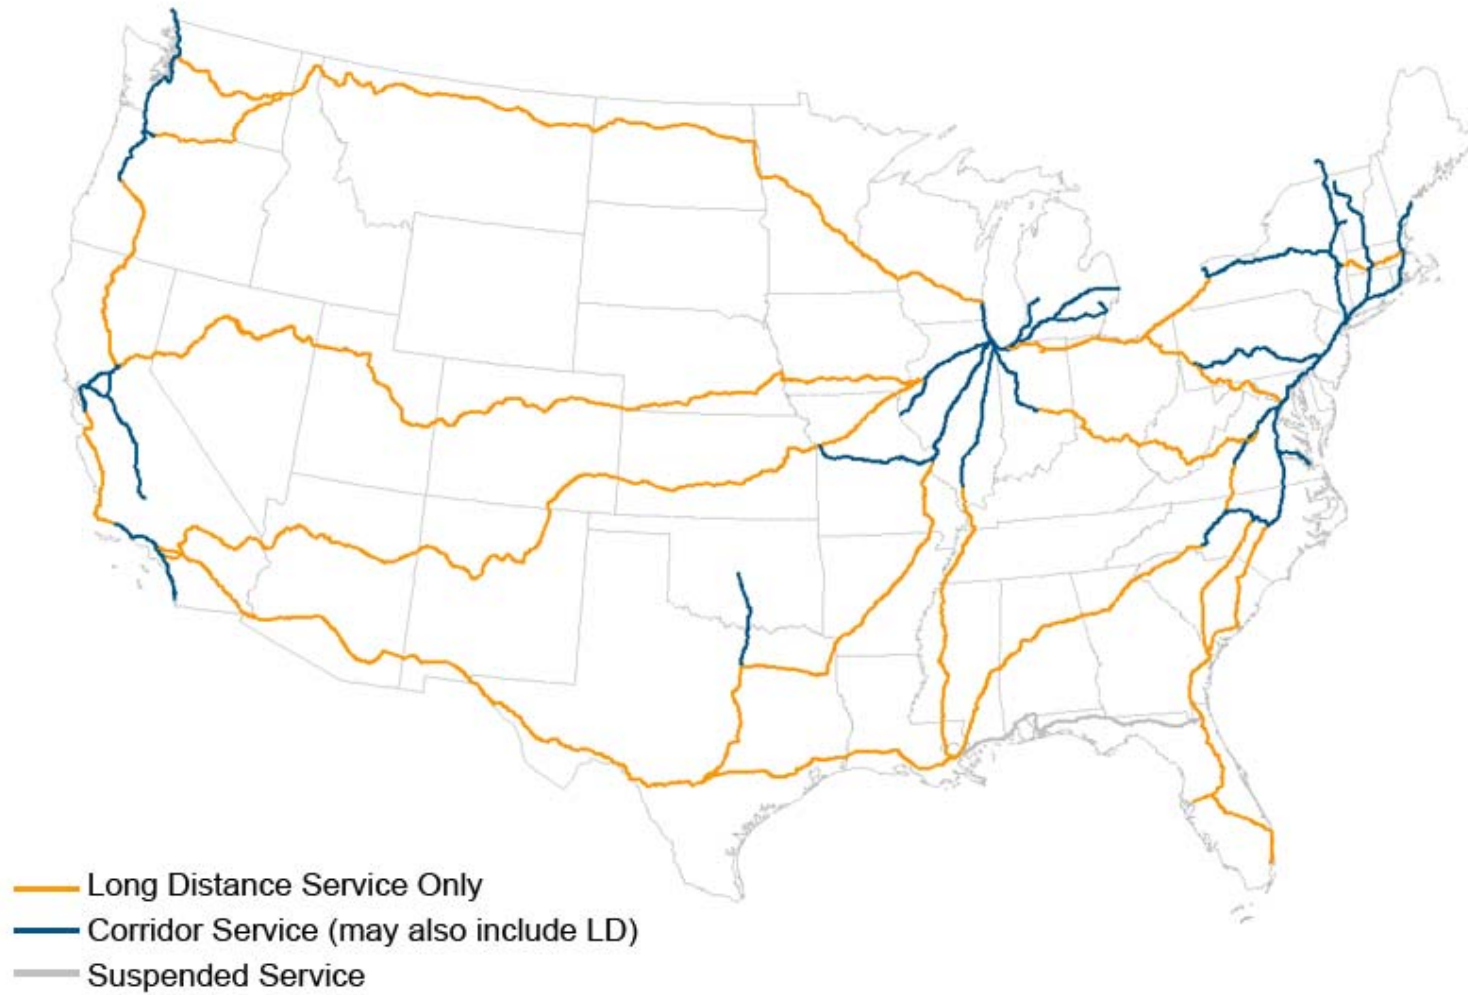 Long Distance Service Only
Corridor Service (may also include LD)
Suspended Service